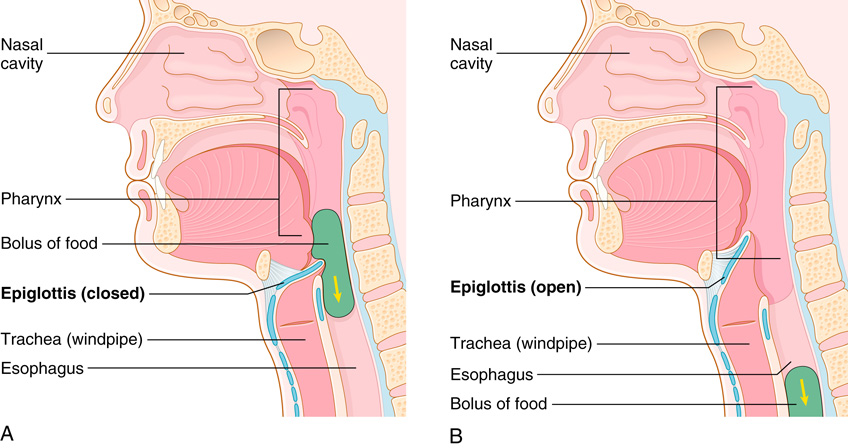 Nasal
cavity
Pharynx
Bolus of food
Epiglottis (closed)
Trachea (windpipe)
Esophagus
A
Nasal
cavity
Pharynx
Epiglottis (open)
Trachea (windpipe)
Esophagus
Bolus of food
B